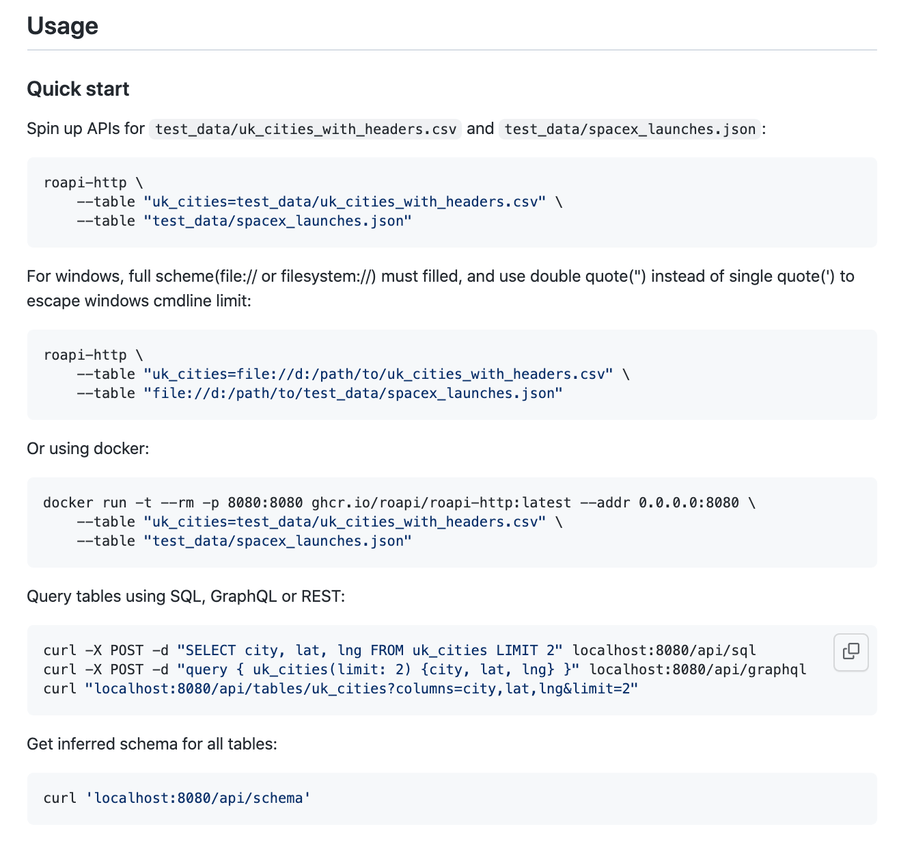 Usage
Quick start
Spin up APIs for test_data/uk_cities_with_headers.csv and test_data/spacex_launches.json :
roapi-http \
    --table "uk_cities=test_data/uk_cities_with_headers.csv" \
    --table "test_data/spacex_launches.json"
For windows, full scheme(file:// or filesystem://) must filled, and use double quote(") instead of single quote(') to
escape windows cmdline limit:
roapi-http \
    --table "uk_cities=file://d:/path/to/uk_cities_with_headers.csv" \
    --table "file://d:/path/to/test_data/spacex_launches.json"
Or using docker:
docker run -t --rm -p 8080:8080 ghcr.io/roapi/roapi-http:latest --addr 0.0.0.0:8080 \
    --table "uk_cities=test_data/uk_cities_with_headers.csv" \
    --table "test_data/spacex_launches.json"
Query tables using SQL, GraphQL or REST:
curl -X POST -d "SELECT city, lat, lng FROM uk_cities LIMIT 2" localhost:8080/api/sql
curl -X POST -d "query { uk_cities(limit: 2) {city, lat, lng} }" localhost:8080/api/graphql
curl "localhost:8080/api/tables/uk_cities?columns=city,lat,lng&limit=2"
Get inferred schema for all tables:
curl 'localhost:8080/api/schema'